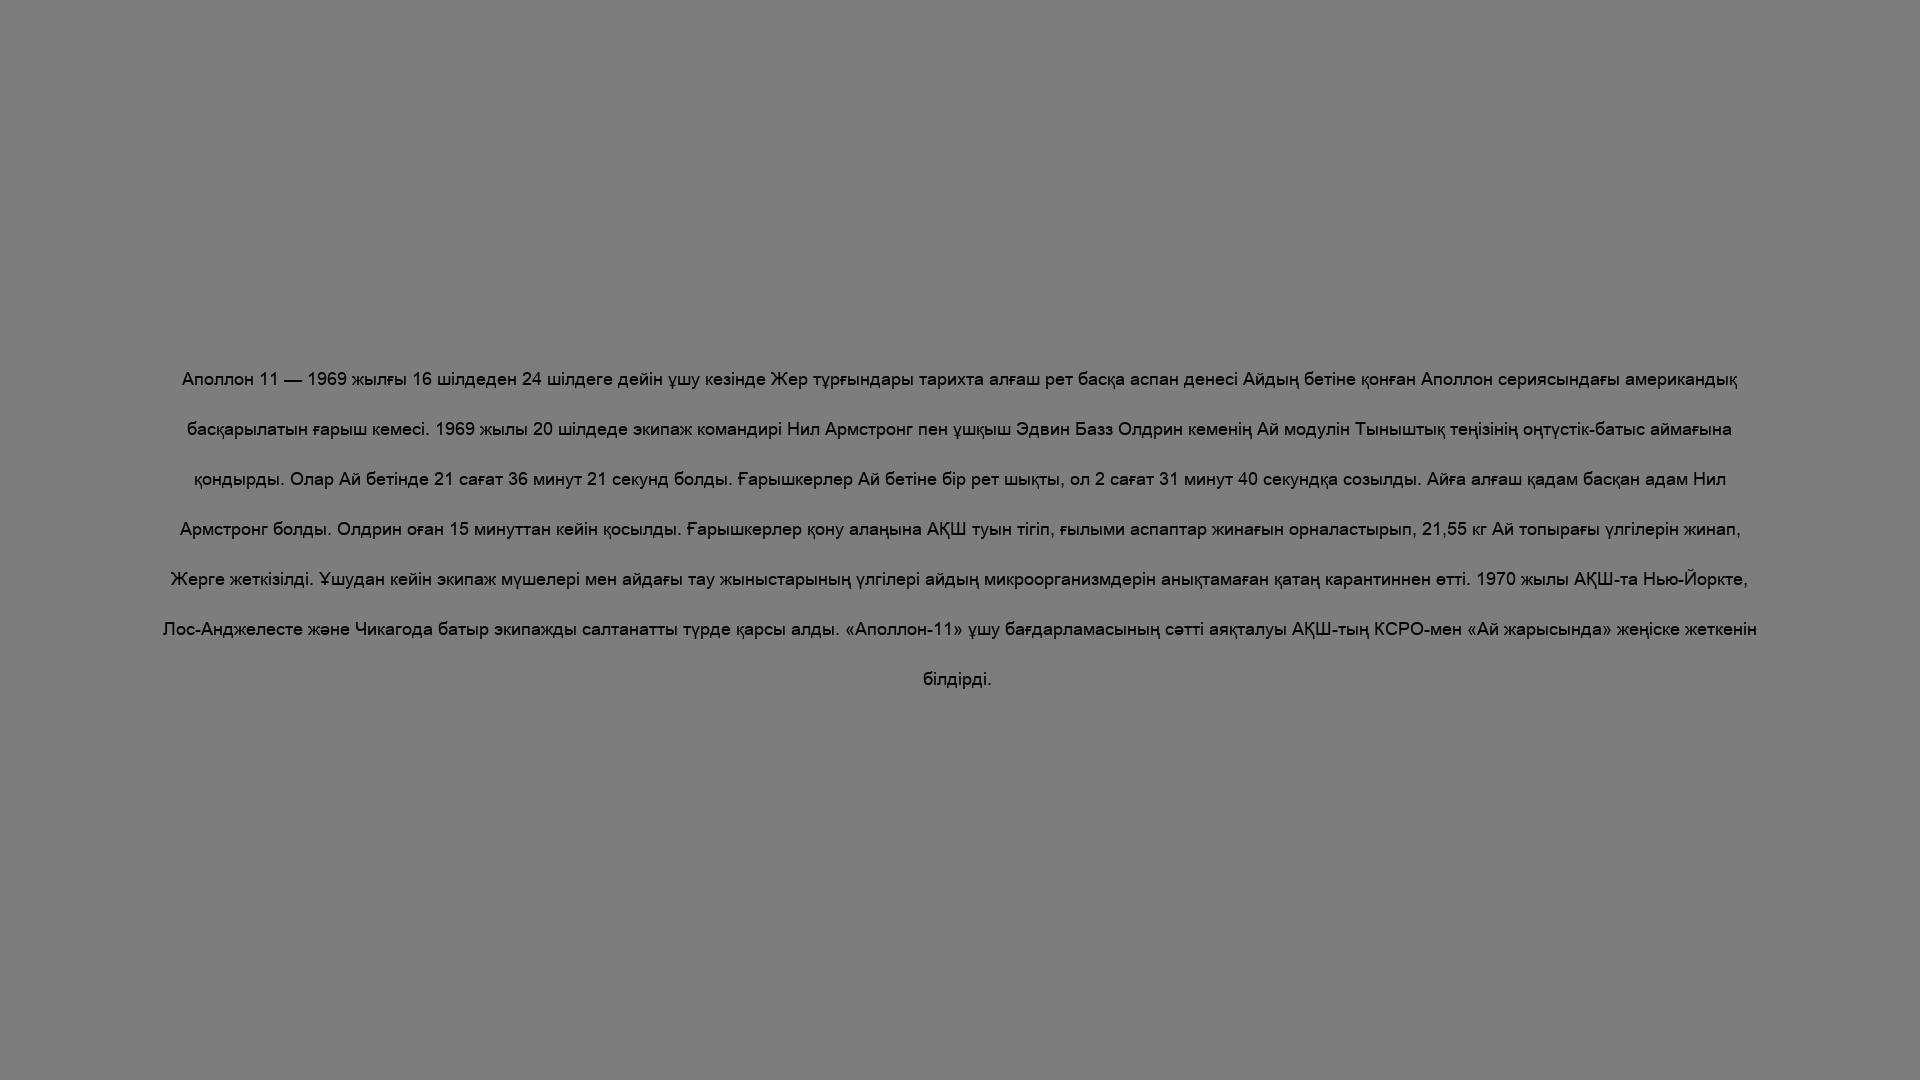 Аполлон 11 — 1969 жылғы 16 шілдеден 24 шілдеге дейін ұшу кезінде Жер тұрғындары тарихта алғаш рет басқа аспан денесі Айдың бетіне қонған Аполлон сериясындағы американдық
басқарылатын ғарыш кемесі. 1969 жылы 20 шілдеде экипаж командирі Нил Армстронг пен ұшқыш Эдвин Базз Олдрин кеменің Ай модулін Тыныштық теңізінің оңтүстік-батыс аймағына
қондырды. Олар Ай бетінде 21 сағат 36 минут 21 секунд болды. Ғарышкерлер Ай бетіне бір рет шықты, ол 2 сағат 31 минут 40 секундқа созылды. Айға алғаш қадам басқан адам Нил
Армстронг болды. Олдрин оған 15 минуттан кейін қосылды. Ғарышкерлер қону алаңына АҚШ туын тігіп, ғылыми аспаптар жинағын орналастырып, 21,55 кг Ай топырағы үлгілерін жинап,
Жерге жеткізілді. Ұшудан кейін экипаж мүшелері мен айдағы тау жыныстарының үлгілері айдың микроорганизмдерін анықтамаған қатаң карантиннен өтті. 1970 жылы АҚШ-та Нью-Йоркте,
Лос-Анджелесте және Чикагода батыр экипажды салтанатты түрде қарсы алды. «Аполлон-11» ұшу бағдарламасының сәтті аяқталуы АҚШ-тың КСРО-мен «Ай жарысында» жеңіске жеткенін
білдірді.